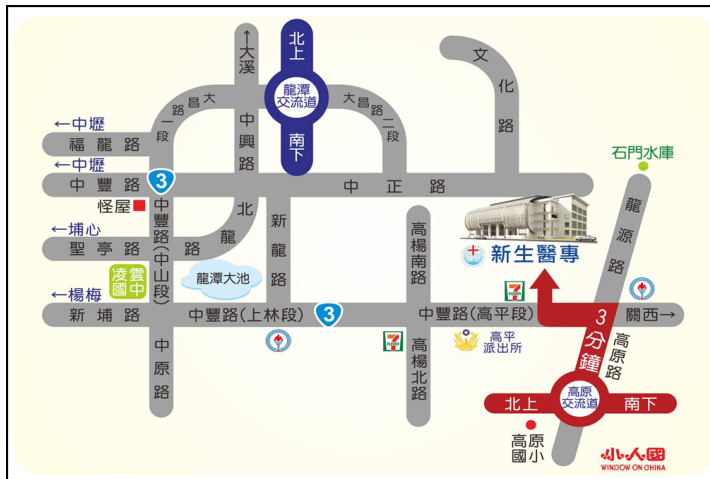 ←大溪
北上
龍潭
交流道
南下
大昌路一段
大昌路二段
文化路
中興路
←中壢
福龍路
←中壢
中豐路
3
中正路
石門水庫
怪屋
中豐路(中山段)
北龍路
新龍路
龍源路
←埔心
聖亭路
凌雲
國中
龍潭大池
高楊南路
新生醫專
7
ELEVEN
←楊梅
新埔路
中豐路(上林段)
3
中豐路(高平段)
關西→
7
ELEVEN
高平
派出所
3分鐘
高原路
中原路
高楊北路
高原
交流道
北上
南下
高原
國小
小人國
WINDOW ON CHINA